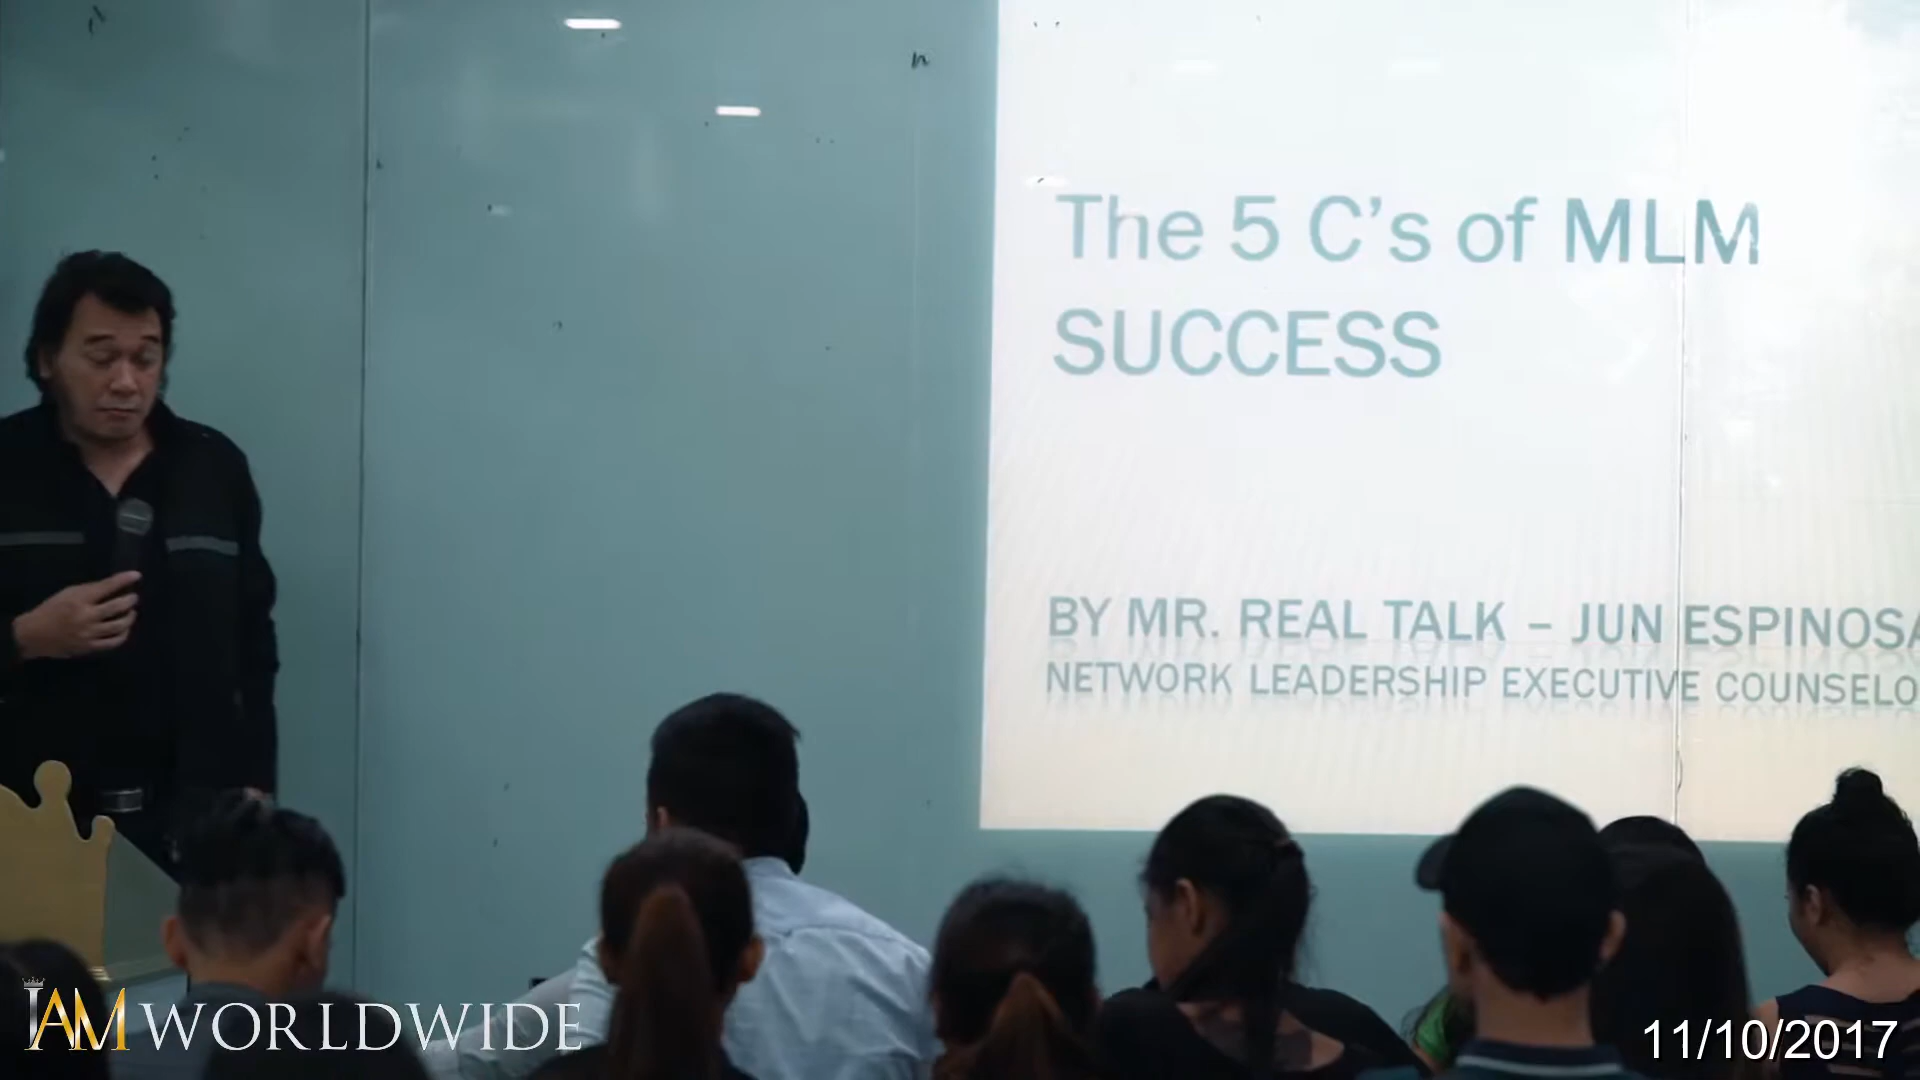 The 5 C's of MLM
SUCCESS
BY MR. REAL TALK – JUN ESPINOSA
NETWORK LEADERSHIP EXECUTIVE COUNSELO
IAM WORLDWIDE
11/10/2017